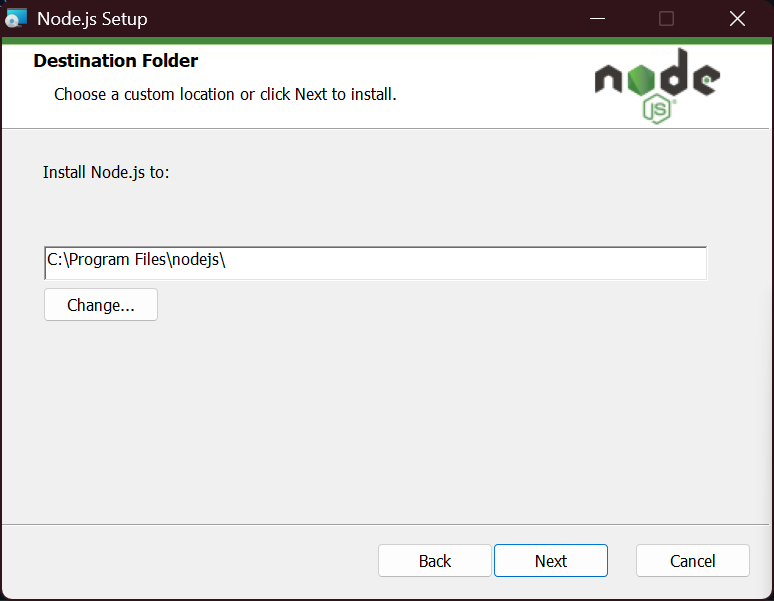 Node.js Setup
Destination Folder
Choose a custom location or click Next to install.
node
JS
Install Node.js to:
C:\Program Files\nodejs\
Change...
Back
Next
Cancel